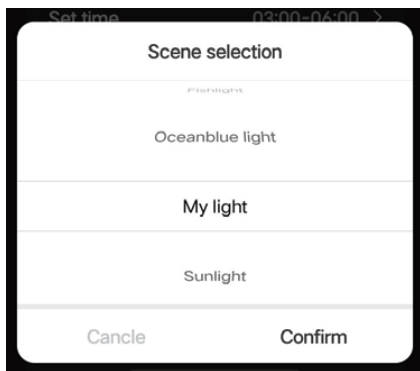 Set time 03:00-06:00 >
Scene selection
Fishlight
Oceanblue light
My light
Sunlight
Cancle Confirm